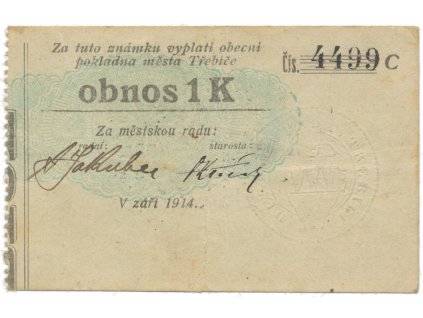 Za tuto známku vyplatí obecní
pokladna města Třebíče
Čís. 4499 C
obnos 1 K
Za městskou radu:
radní: starosta:
V září 1914.